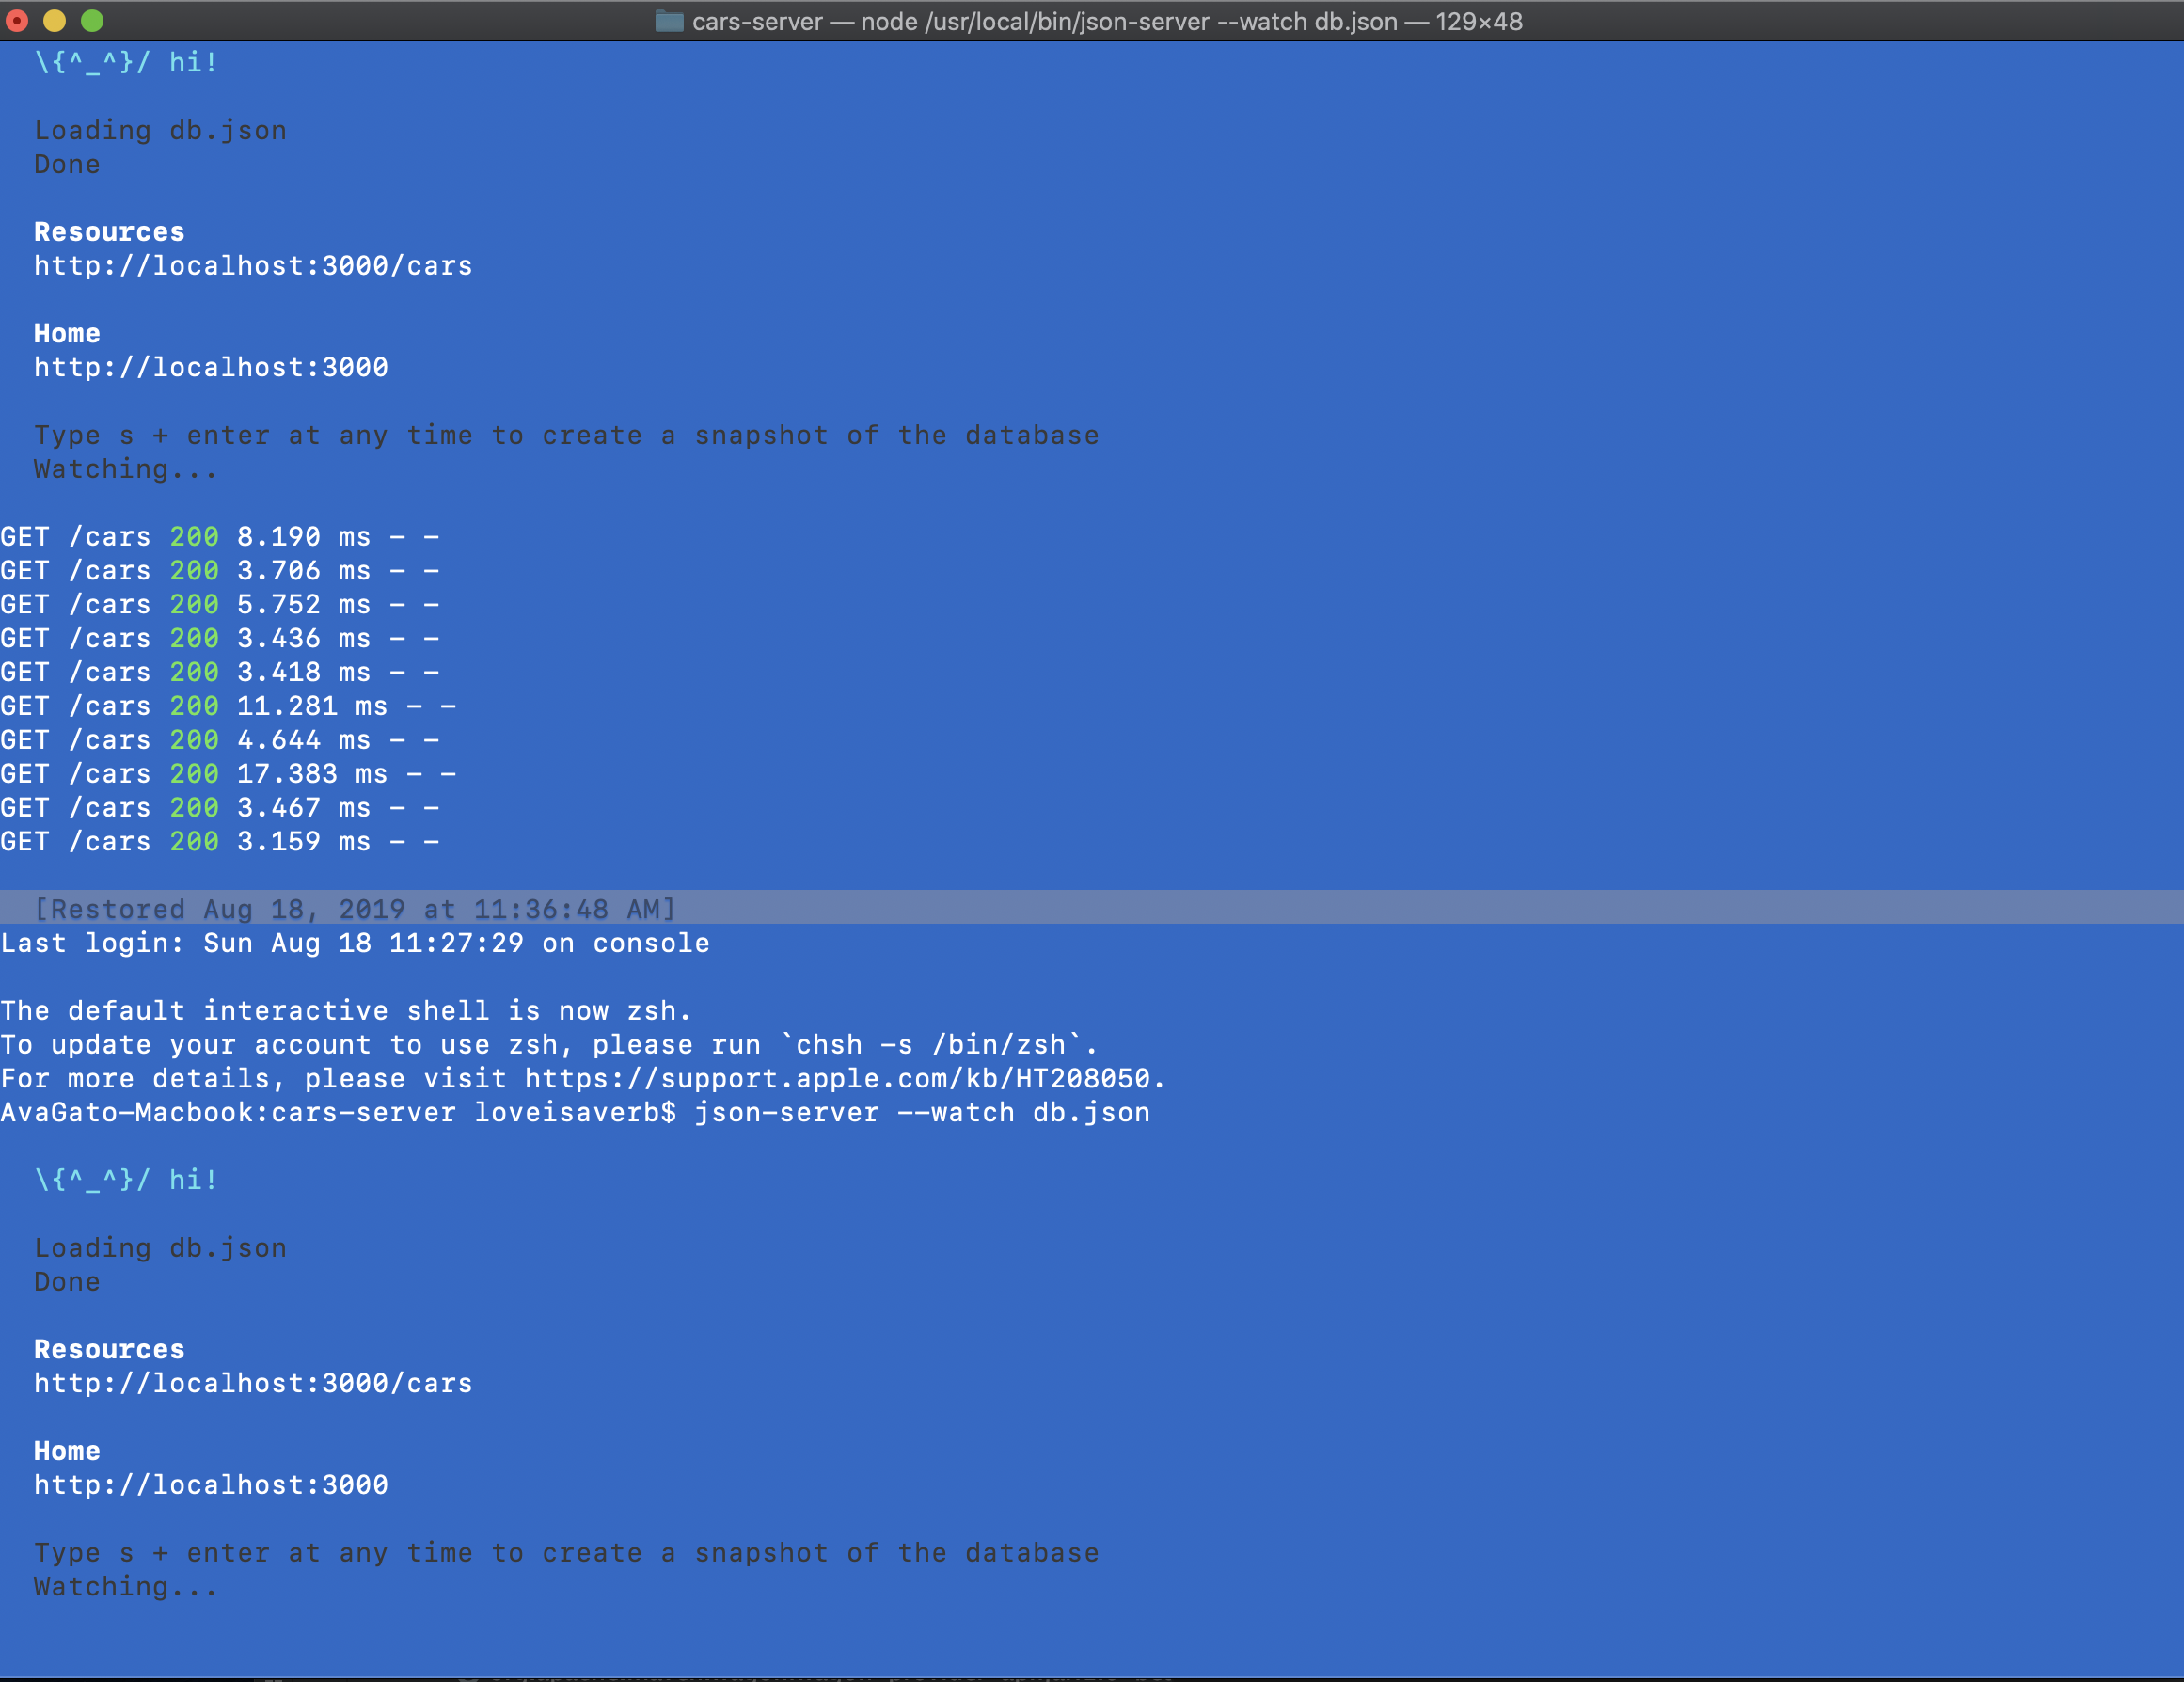 cars-server — node /usr/local/bin/json-server --watch db.json — 129×48
\{^_^}/ hi!
Loading db.json
Done
Resources
http://localhost:3000/cars
Home
http://localhost:3000
Type s + enter at any time to create a snapshot of the database
Watching...
GET /cars 200 8.190 ms - -
GET /cars 200 3.706 ms - -
GET /cars 200 5.752 ms - -
GET /cars 200 3.436 ms - -
GET /cars 200 3.418 ms - -
GET /cars 200 11.281 ms - -
GET /cars 200 4.644 ms - -
GET /cars 200 17.383 ms - -
GET /cars 200 3.467 ms - -
GET /cars 200 3.159 ms - -
[Restored Aug 18, 2019 at 11:36:48 AM]
Last login: Sun Aug 18 11:27:29 on console
The default interactive shell is now zsh.
To update your account to use zsh, please run `chsh -s /bin/zsh`.
For more details, please visit https://support.apple.com/kb/HT208050.
AvaGato-Macbook:cars-server loveisaverb$ json-server --watch db.json
\{^_^}/ hi!
Loading db.json
Done
Resources
http://localhost:3000/cars
Home
http://localhost:3000
Type s + enter at any time to create a snapshot of the database
Watching...